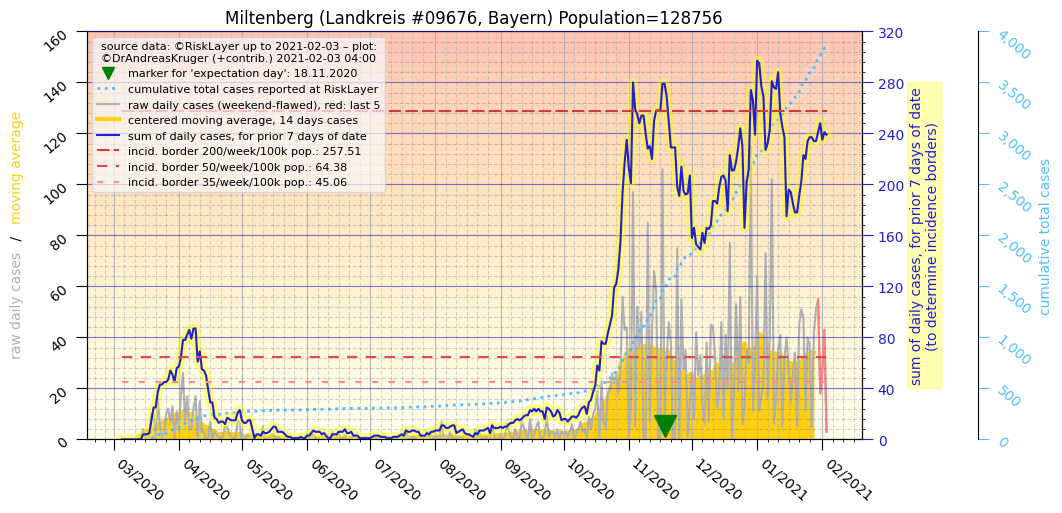 Miltenberg (Landkreis #09676, Bayern) Population=128756
source data: ©RiskLayer up to 2021-02-03 – plot:
©DrAndreasKruger (+contrib.) 2021-02-03 04:00
marker for 'expectation day': 18.11.2020
cumulative total cases reported at RiskLayer
raw daily cases (weekend-flawed), red: last 5
centered moving average, 14 days cases
sum of daily cases, for prior 7 days of date
incid. border 200/week/100k pop.: 257.51
incid. border 50/week/100k pop.: 64.38
incid. border 35/week/100k pop.: 45.06
raw daily cases / moving average
160
140
120
100
80
60
40
20
0
03/2020
04/2020
05/2020
06/2020
07/2020
08/2020
09/2020
10/2020
11/2020
12/2020
01/2021
02/2021
320
280
240
200
160
120
80
40
0
sum of daily cases, for prior 7 days of date
(to determine incidence borders)
4,000
3,500
3,000
2,500
2,000
1,500
1,000
500
0
cumulative total cases